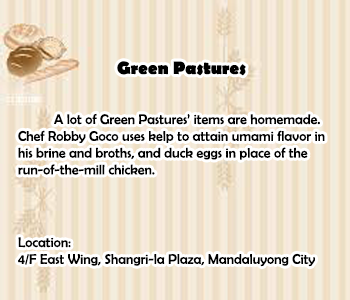 Green Pastures
A lot of Green Pastures' items are homemade.
Chef Robby Goco uses kelp to attain umami flavor in
his brine and broths, and duck eggs in place of the
run-of-the-mill chicken.
Location:
4/F East Wing, Shangri-la Plaza, Mandaluyong City